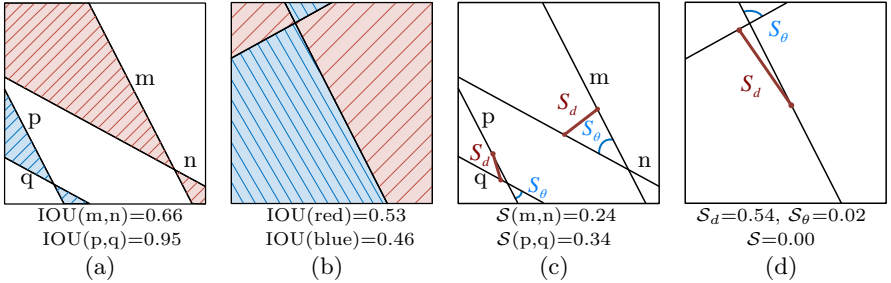 m
p
n
q
IOU(m,n)=0.66
IOU(p,q)=0.95
(a)
IOU(red)=0.53
IOU(blue)=0.46
(b)
m
S_d
p
S_θ
S_d
n
q
S_θ
S(m,n)=0.24
S(p,q)=0.34
(c)
S_θ
S_d
S_d=0.54, S_θ=0.02
S=0.00
(d)